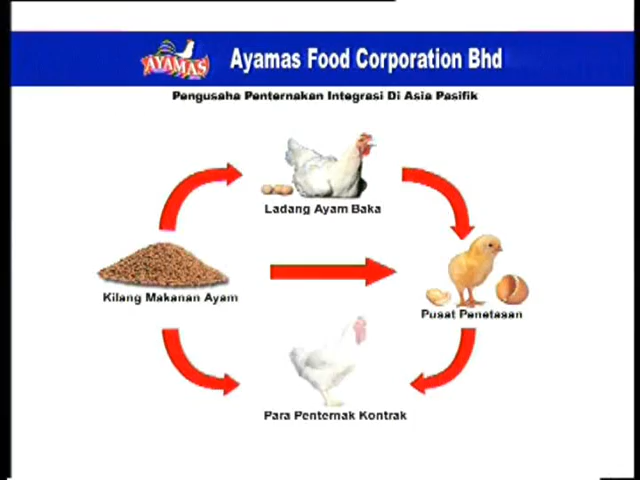 AYAMAS
Ayamas Food Corporation Bhd
Pengusaha Penternakan Integrasi Di Asia Pasifik
Ladang Ayam Baka
Kilang Makanan Ayam
Pusat Penetasan
Para Penternak Kontrak